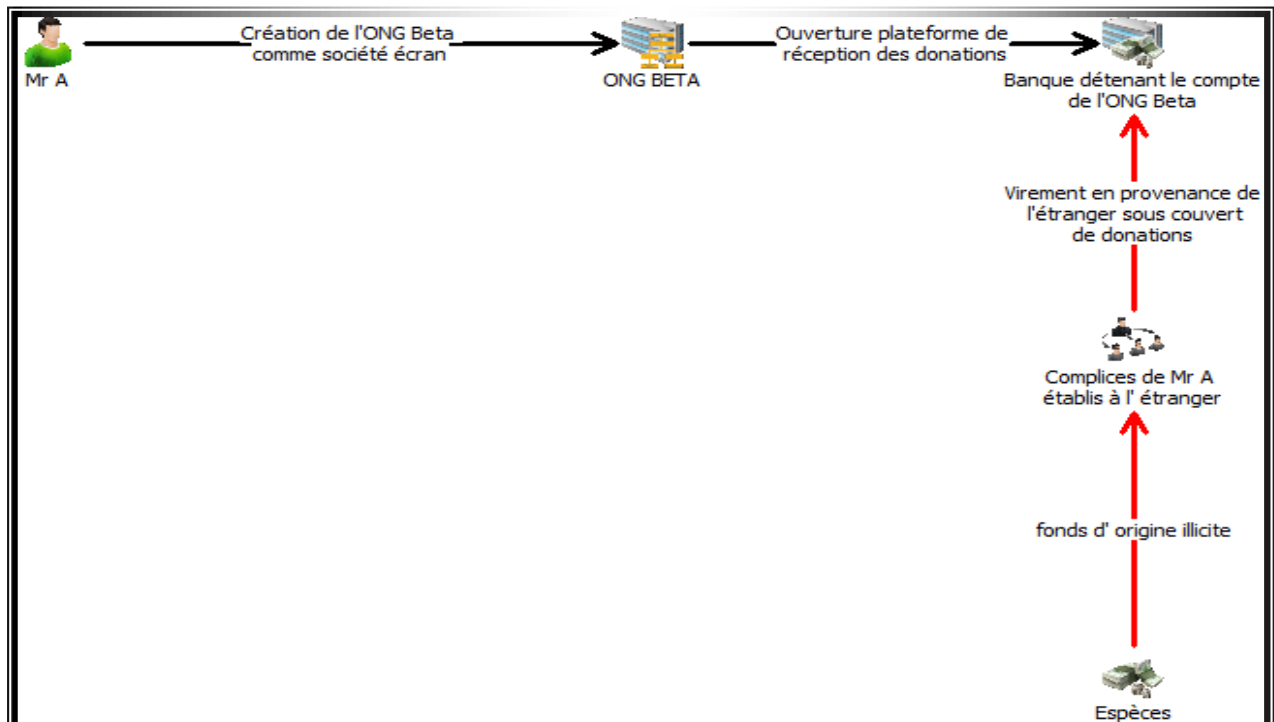 Création de l'ONG Beta
comme société écran
Ouverture plateforme de
réception des donations
Mr A
ONG BETA
Banque détenant le compte
de l'ONG Beta
Virement en provenance de
l'étranger sous couvert
de donations
Complices de Mr A
établis à l' étranger
fonds d' origine illicite
Espèces